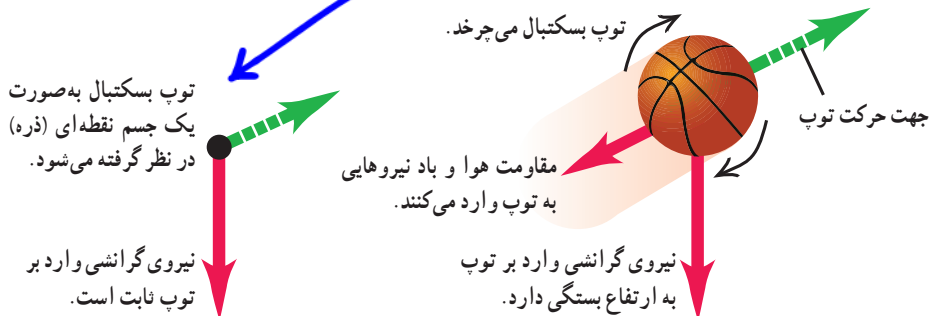 توپ بسکتبال می‌چرخد.
جهت حرکت توپ
مقاومت هوا و باد نیروهایی
به توپ وارد می‌کنند.
نیروی گرانشی وارد بر توپ
به ارتفاع بستگی دارد.
توپ بسکتبال به‌صورت
یک جسم نقطه‌ای (ذره)
در نظر گرفته می‌شود.
نیروی گرانشی وارد بر
توپ ثابت است.